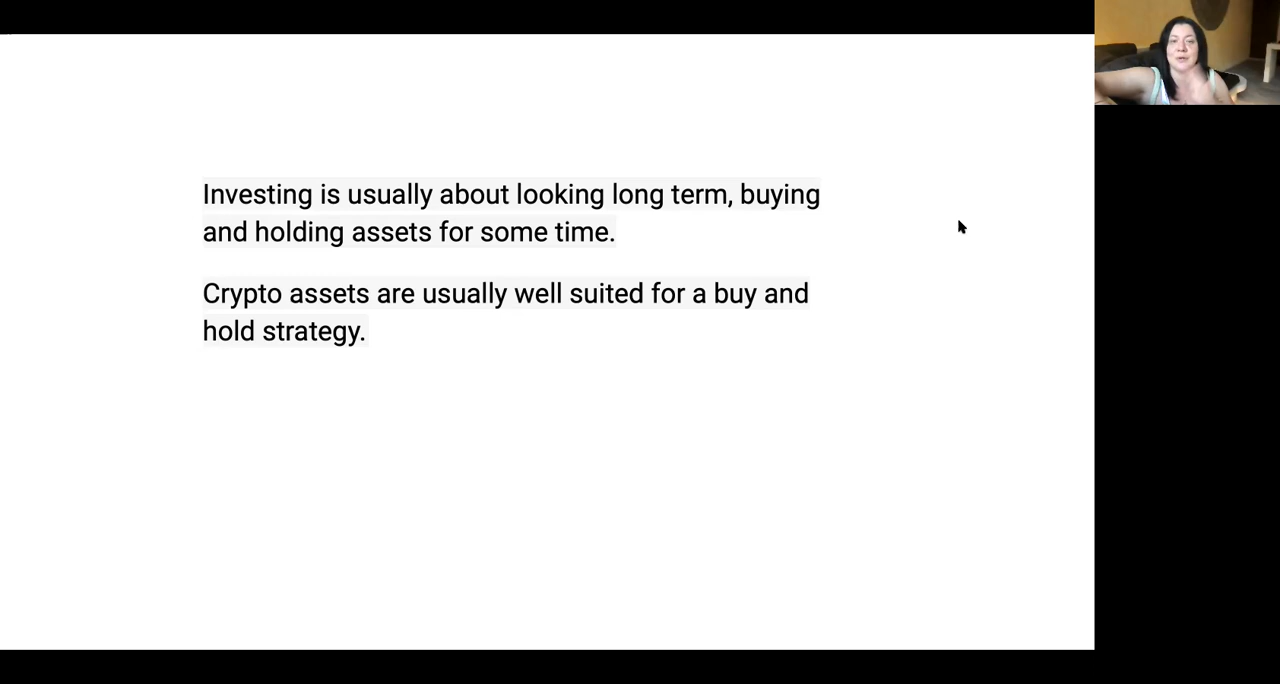 Investing is usually about looking long term, buying
and holding assets for some time.
Crypto assets are usually well suited for a buy and
hold strategy.